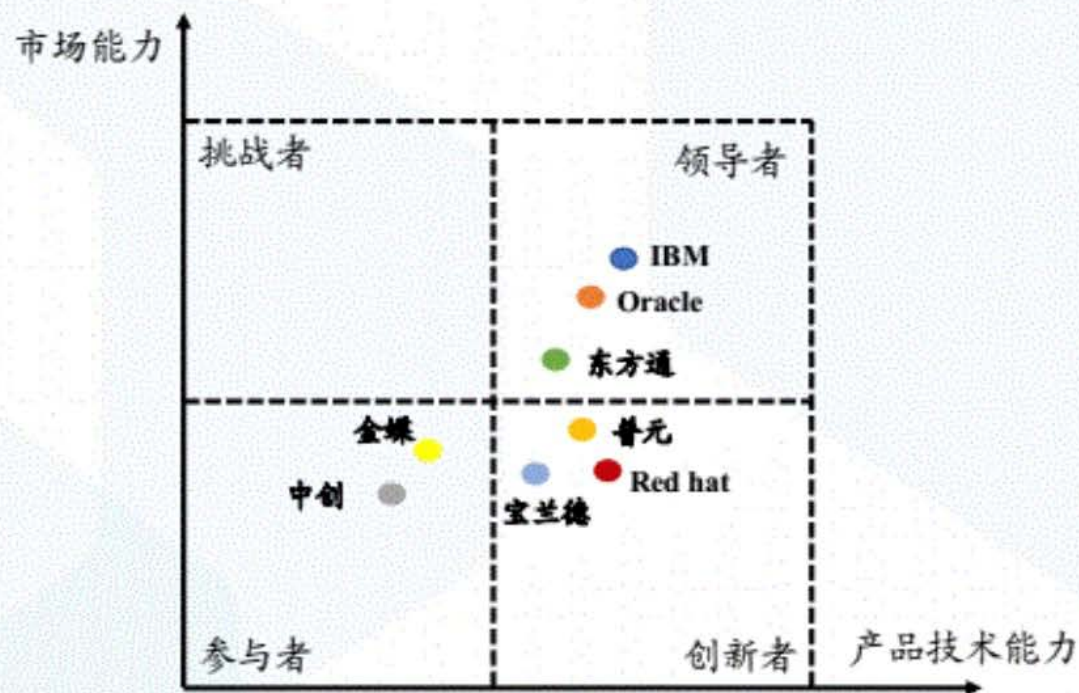 市场能力
挑战者
领导者
IBM
Oracle
东方通
金蝶
普元
中创
Red hat
宝兰德
参与者
创新者
产品技术能力